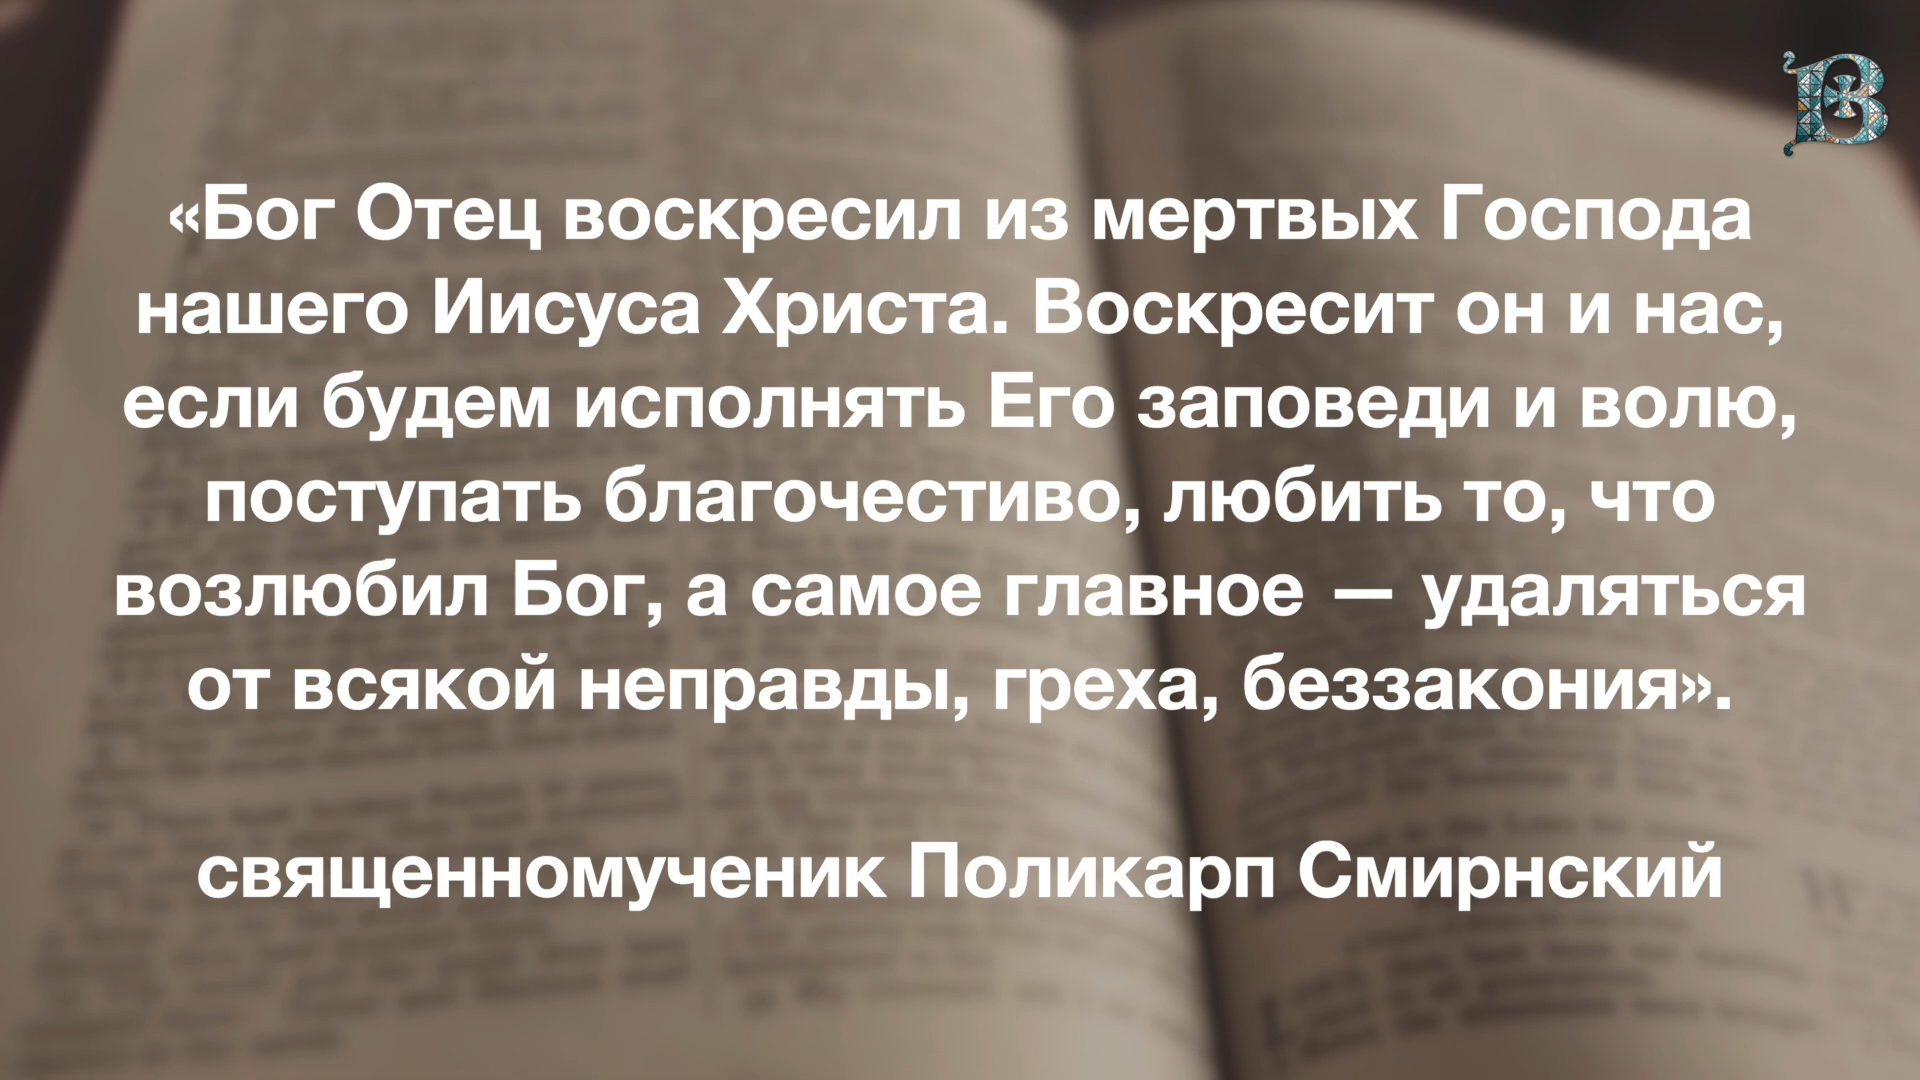 «Бог Отец воскресил из мертвых Господа
нашего Иисуса Христа. Воскресит он и нас,
если будем исполнять Его заповеди и волю,
поступать благочестиво, любить то, что
возлюбил Бог, а самое главное — удаляться
от всякой неправды, греха, беззакония».
священномученик Поликарп Смирнский